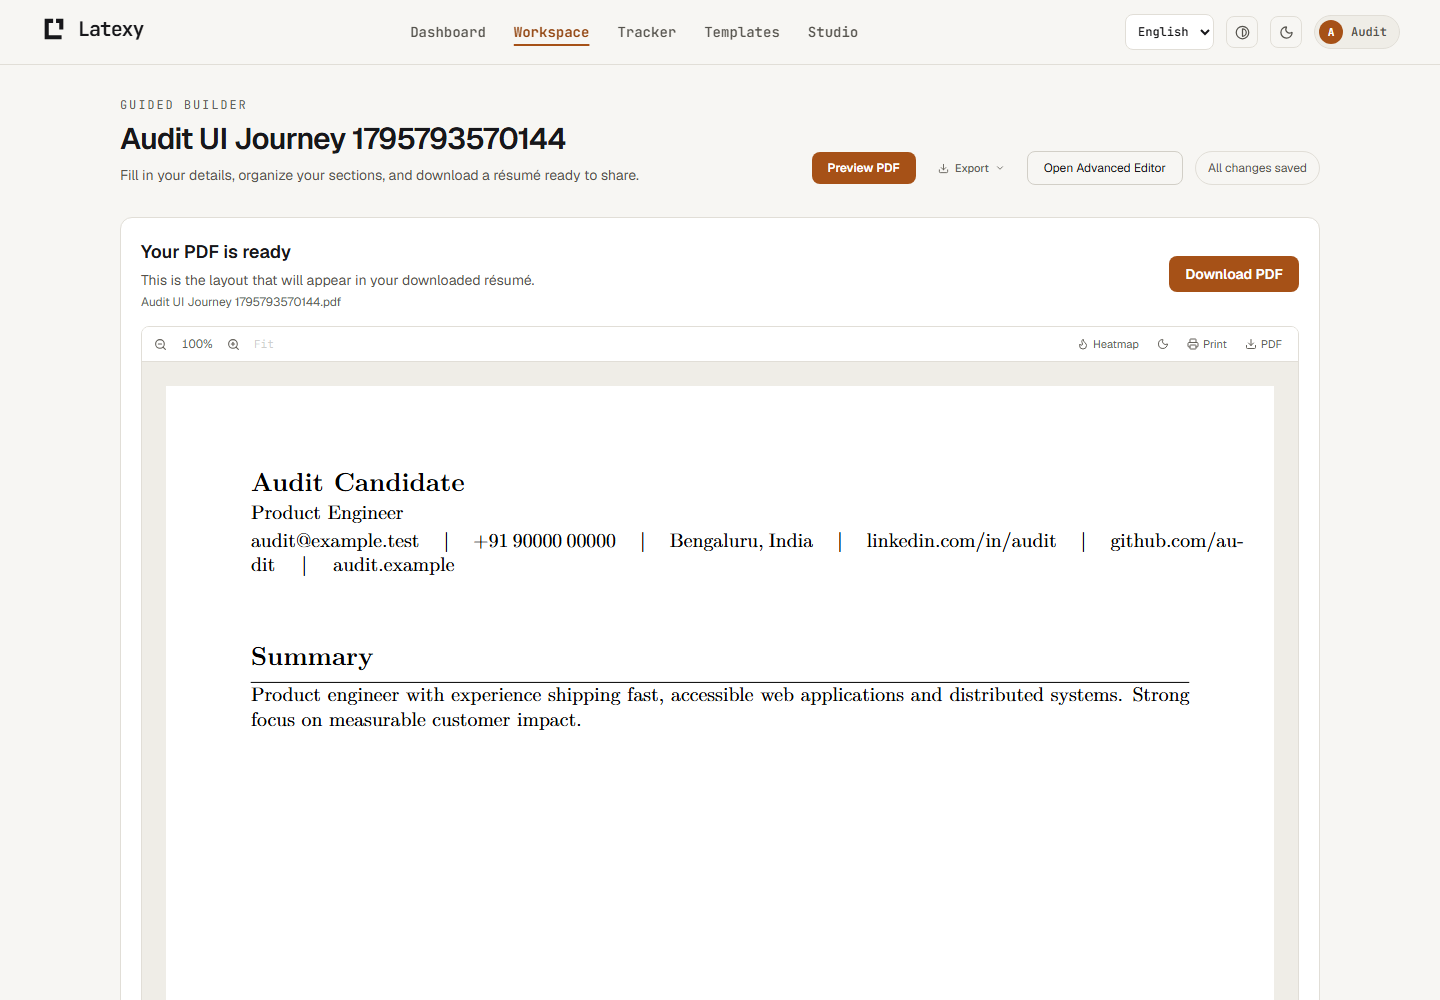 Latexy
Dashboard Workspace Tracker Templates Studio
English
A Audit
GUIDED BUILDER
Audit UI Journey 1795793570144
Fill in your details, organize your sections, and download a résumé ready to share.
Preview PDF Export Open Advanced Editor All changes saved
Your PDF is ready
This is the layout that will appear in your downloaded résumé.
Audit UI Journey 1795793570144.pdf
Download PDF
100% Fit Heatmap Print PDF
Audit Candidate
Product Engineer
audit@example.test | +91 90000 00000 | Bengaluru, India | linkedin.com/in/audit | github.com/au-
dit | audit.example
Summary
Product engineer with experience shipping fast, accessible web applications and distributed systems. Strong
focus on measurable customer impact.